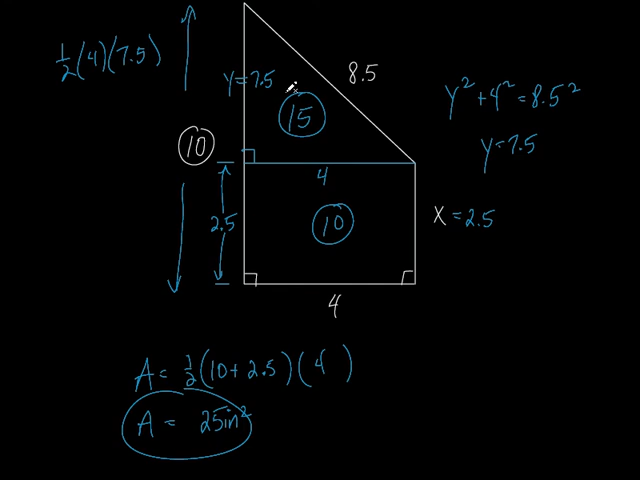 ½(4)(7.5)
y=7.5
8.5
y²+4²=8.5²
15
y=7.5
10
4
2.5
10
x = 2.5
4
A = ½(10+2.5)(4)
A = 25in²